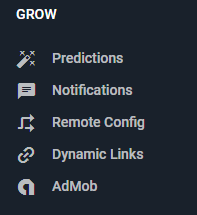 GROW
Predictions
Notifications
Remote Config
Dynamic Links
AdMob